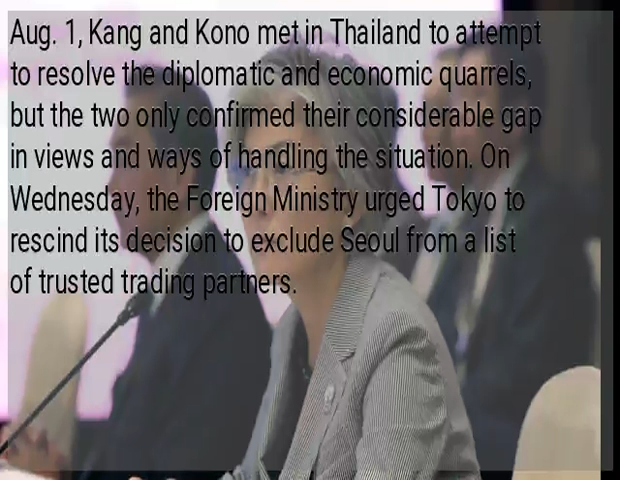 Aug. 1, Kang and Kono met in Thailand to attempt
to resolve the diplomatic and economic quarrels,
but the two only confirmed their considerable gap
in views and ways of handling the situation. On
Wednesday, the Foreign Ministry urged Tokyo to
rescind its decision to exclude Seoul from a list
of trusted trading partners.